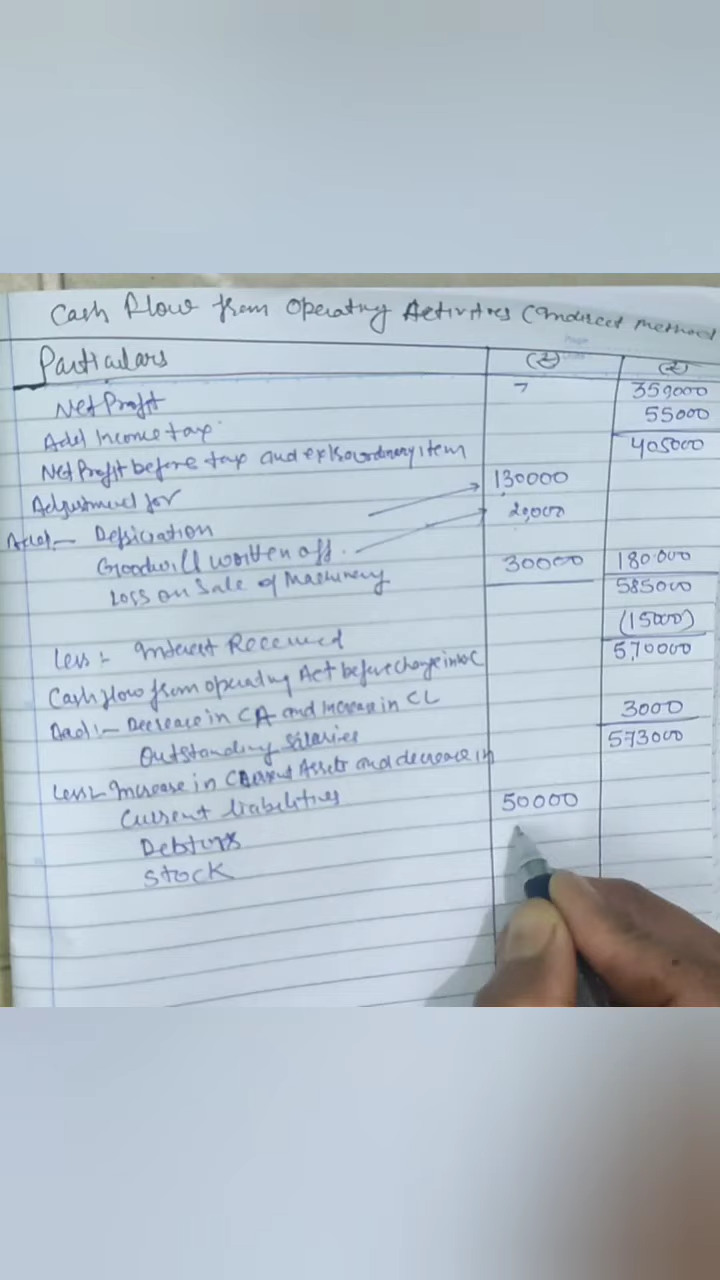 Cash flow from Operating Activities (Indirect method
Particulars (₹) (₹)
Net Profit 359000
Add Income tax 55000
Net Profit before tax and extraordinary item 405000
Adjustment for 130000
Add:- Depriciation 20,000
Goodwill written off.
Loss on Sale of Machinery 30000 180000
585000
Less:- Interest Received (15000)
Cash flow from operating Act before change in WC 570000
Add:- Decrease in CA and Increase in CL
Outstanding Salaries 3000
573000
Less:- Increase in Current Assets and decrease in
Current liabilities
Debtors 50000
Stock